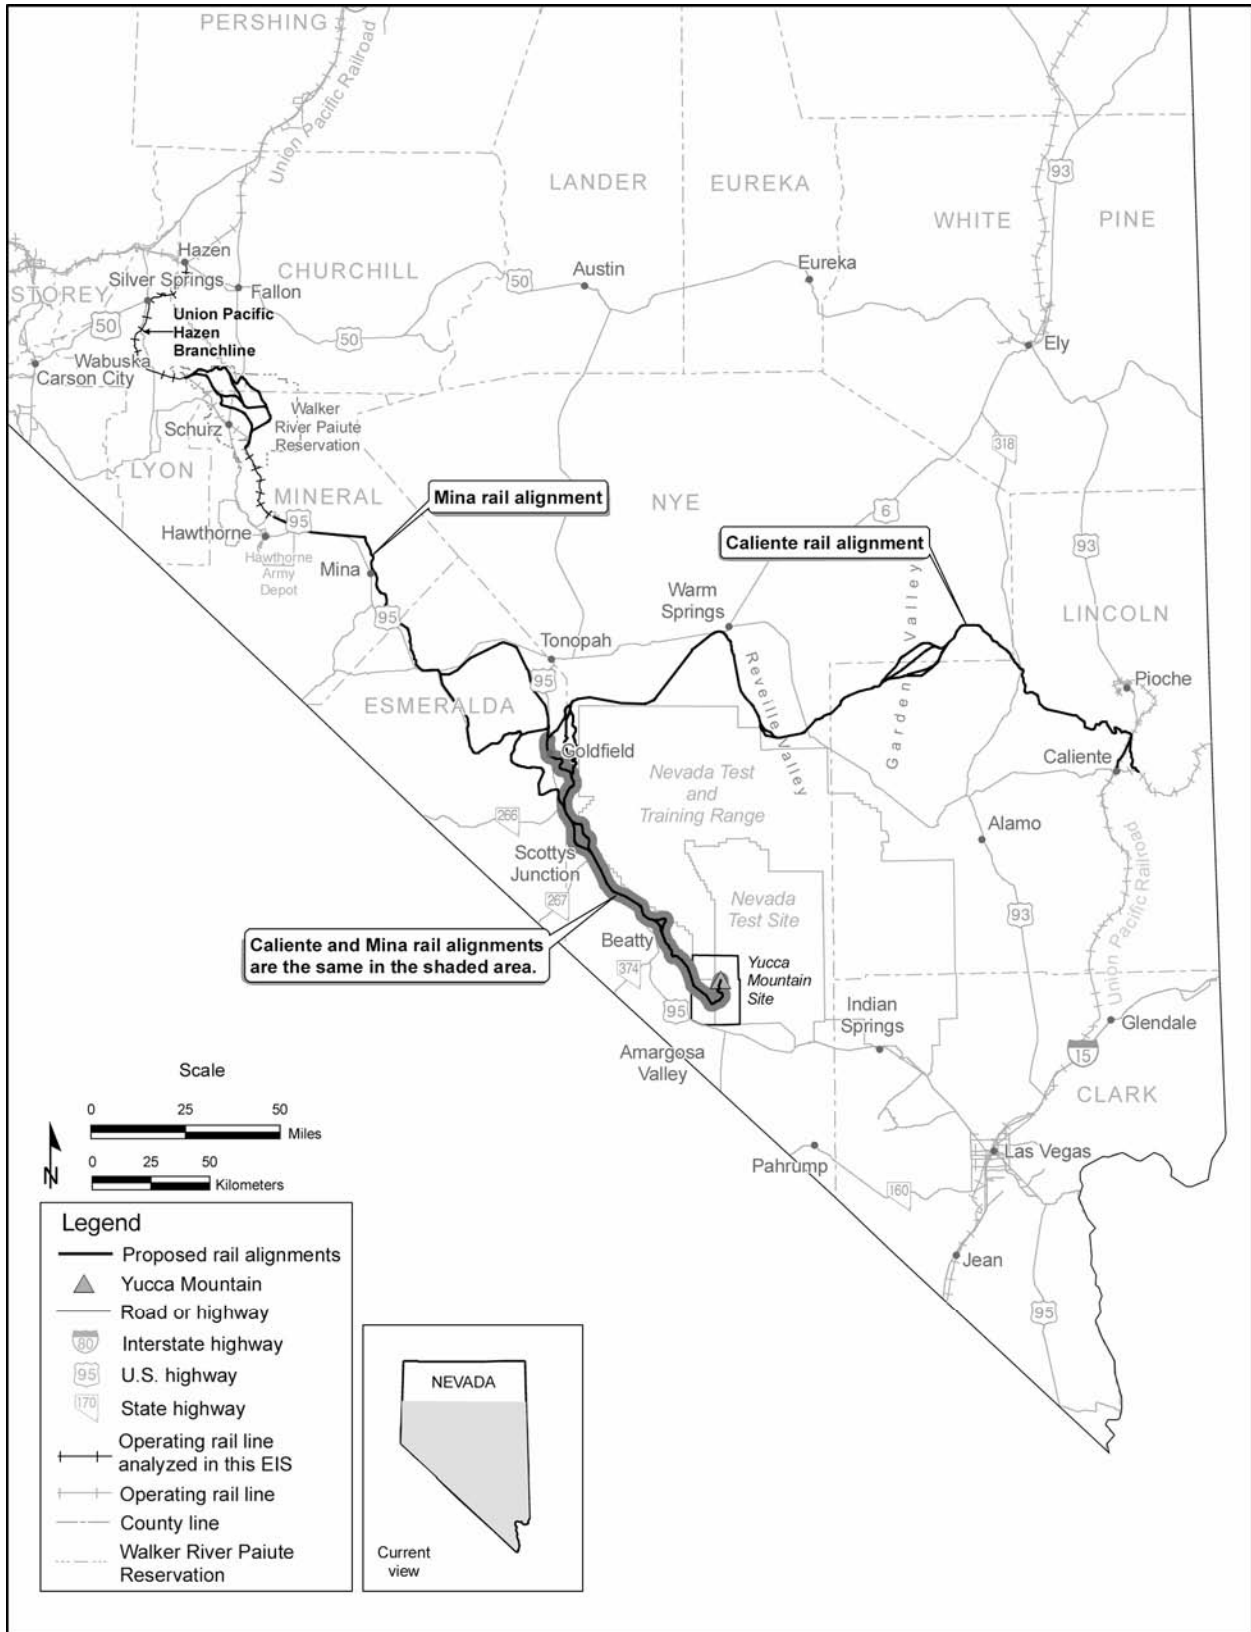 PERSHING
Union Pacific Railroad
LANDER
EUREKA
93
WHITE
PINE
Hazen
Silver Springs
CHURCHILL
50
Austin
Eureka
STOREY
50
Fallon
Union Pacific
Hazen
Branchline
50
Ely
Wabuska
Carson City
Walker
River Paiute
Reservation
Schurz
LYON
318
MINERAL
Mina rail alignment
NYE
6
95
Hawthorne
Hawthorne
Army
Depot
Caliente rail alignment
93
Mina
Warm
Springs
95
LINCOLN
Tonopah
Garden Valley
Reveille Valley
95
Pioche
ESMERALDA
Goldfield
Caliente
Nevada Test
and
Training Range
266
Alamo
Scottys
Junction
Union Pacific Railroad
267
Nevada
Test Site
93
Caliente and Mina rail alignments
are the same in the shaded area.
Beatty
374
Yucca
Mountain
Site
95
Indian
Springs
Glendale
Amargosa
Valley
15
CLARK
Scale
0 25 50
Miles
0 25 50
Kilometers
N
Las Vegas
Pahrump
160
Jean
95
Legend
Proposed rail alignments
Yucca Mountain
Road or highway
80
Interstate highway
95
U.S. highway
170
State highway
Operating rail line
analyzed in this EIS
Operating rail line
County line
Walker River Paiute
Reservation
NEVADA
Current
view